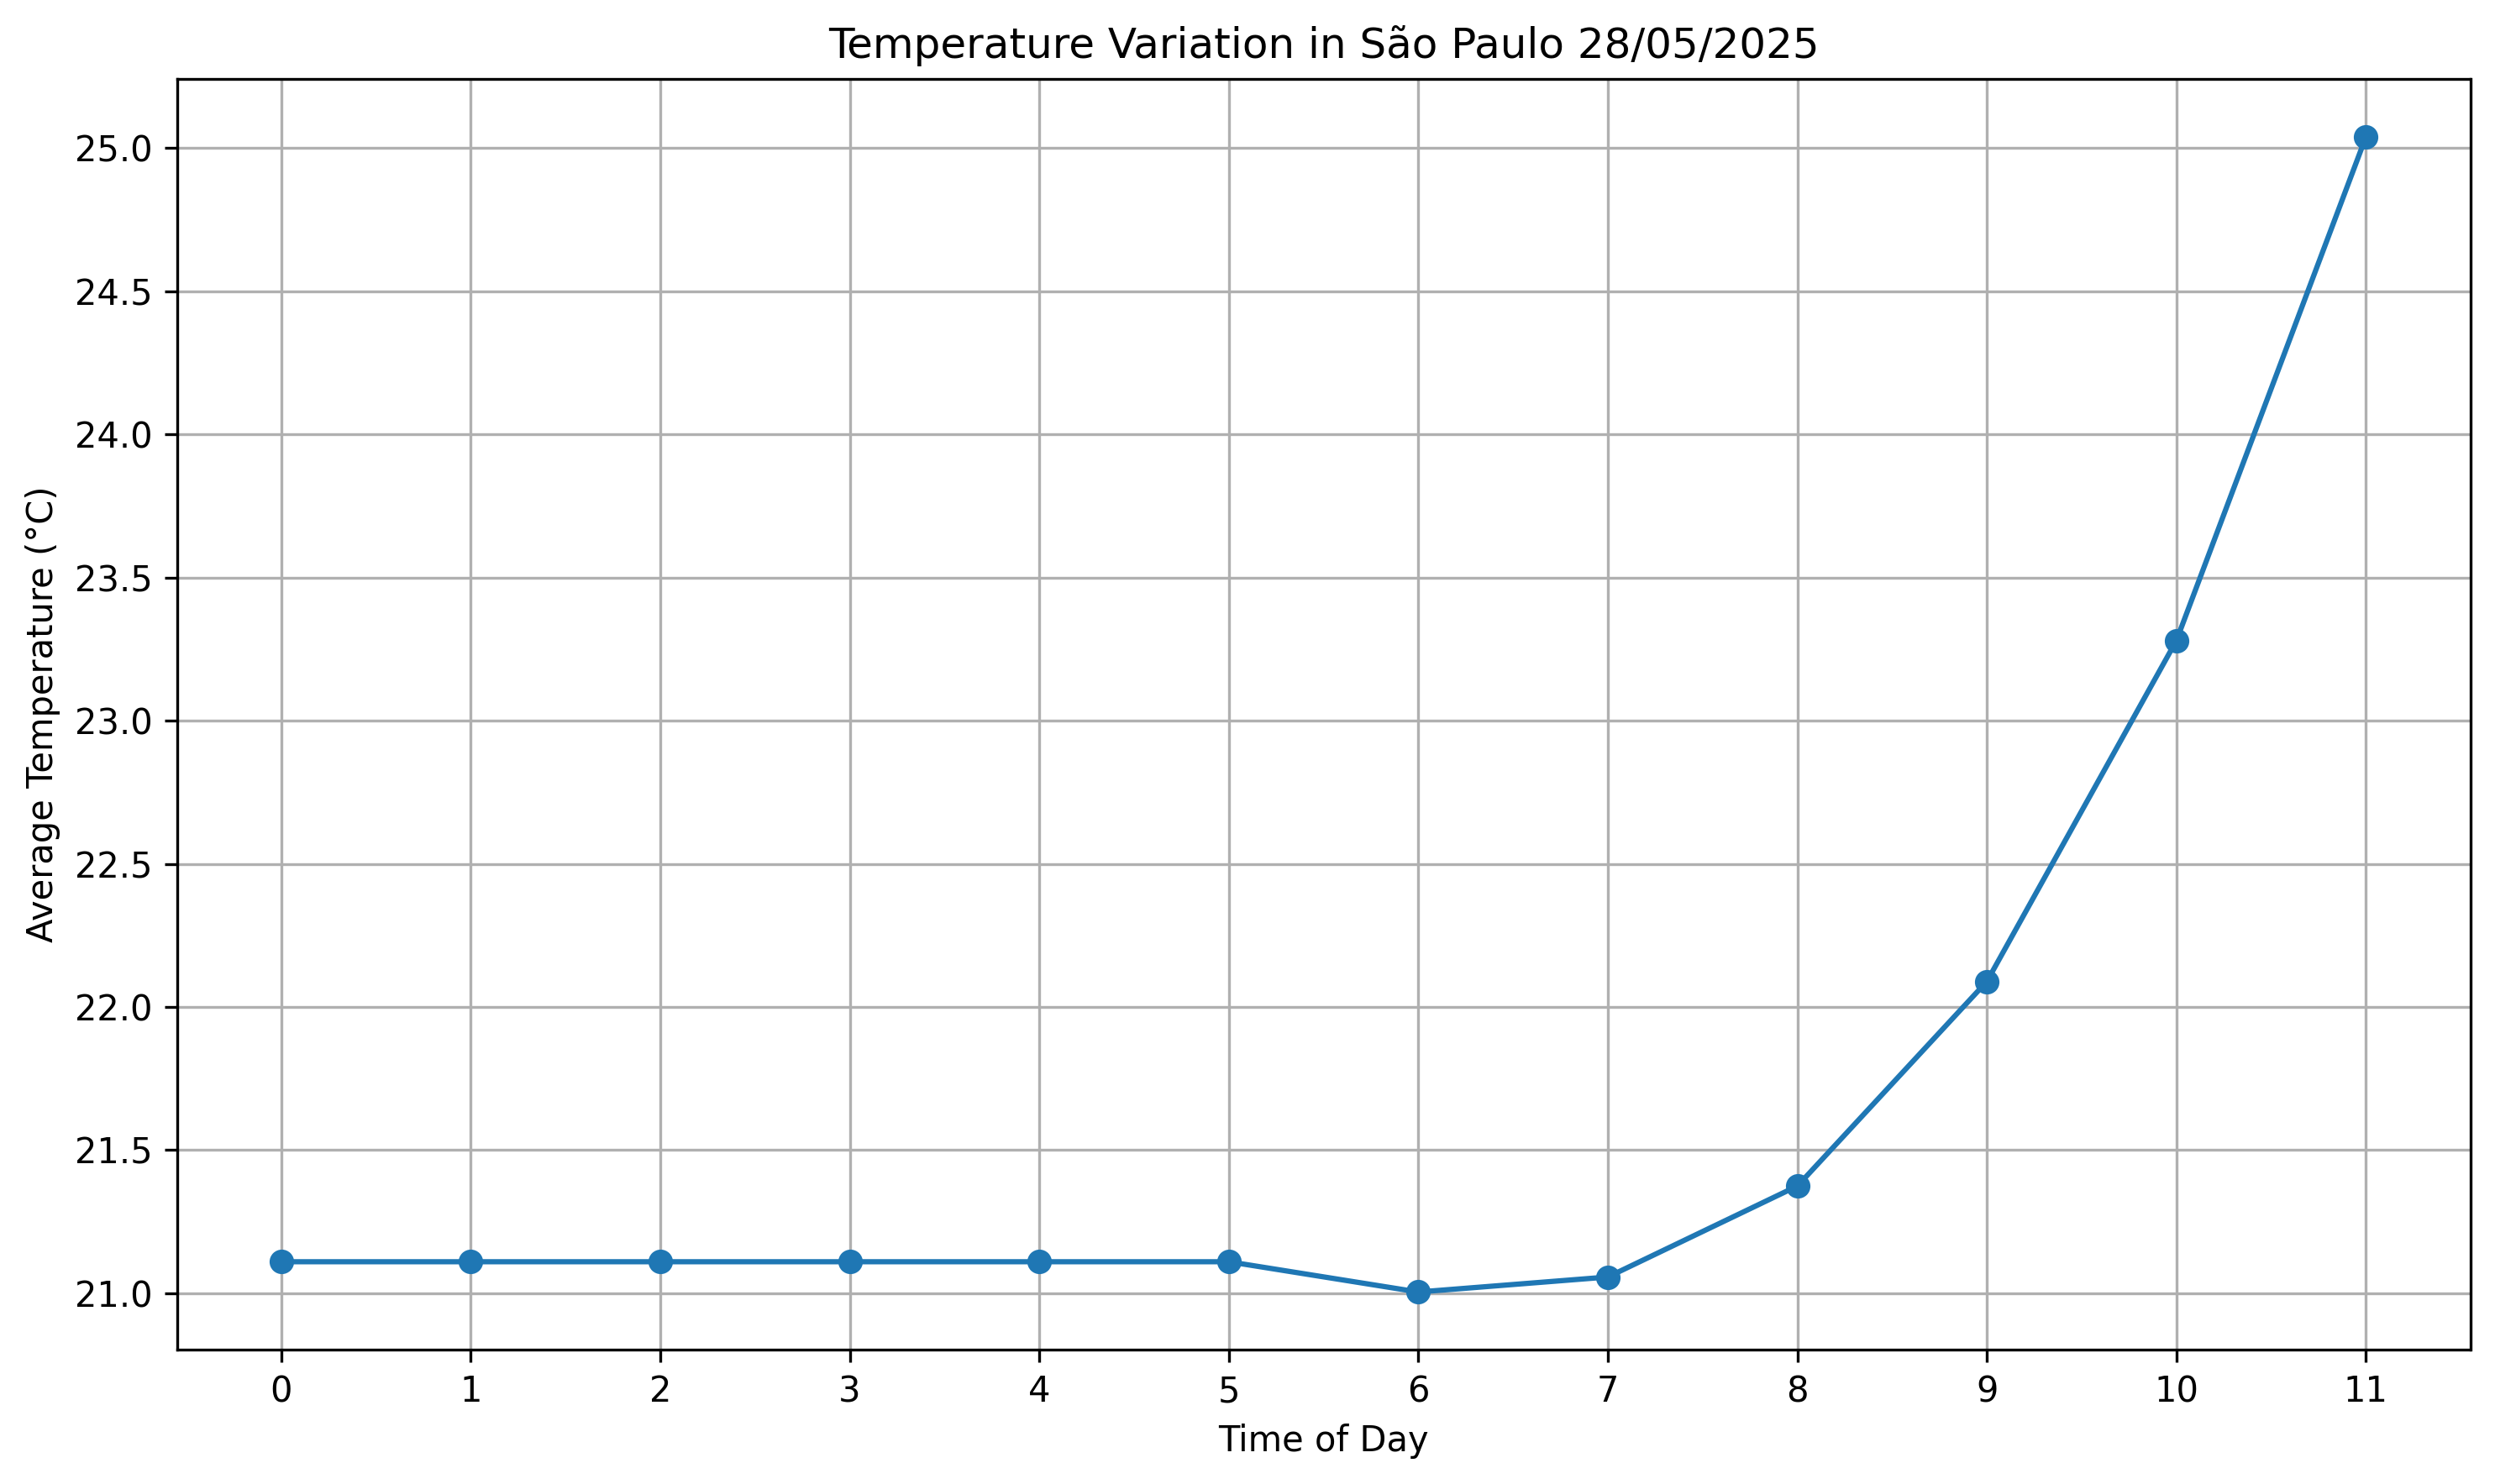 Temperature Variation in São Paulo 28/05/2025
Average Temperature (°C)
25.0
24.5
24.0
23.5
23.0
22.5
22.0
21.5
21.0
0 1 2 3 4 5 6 7 8 9 10 11
Time of Day